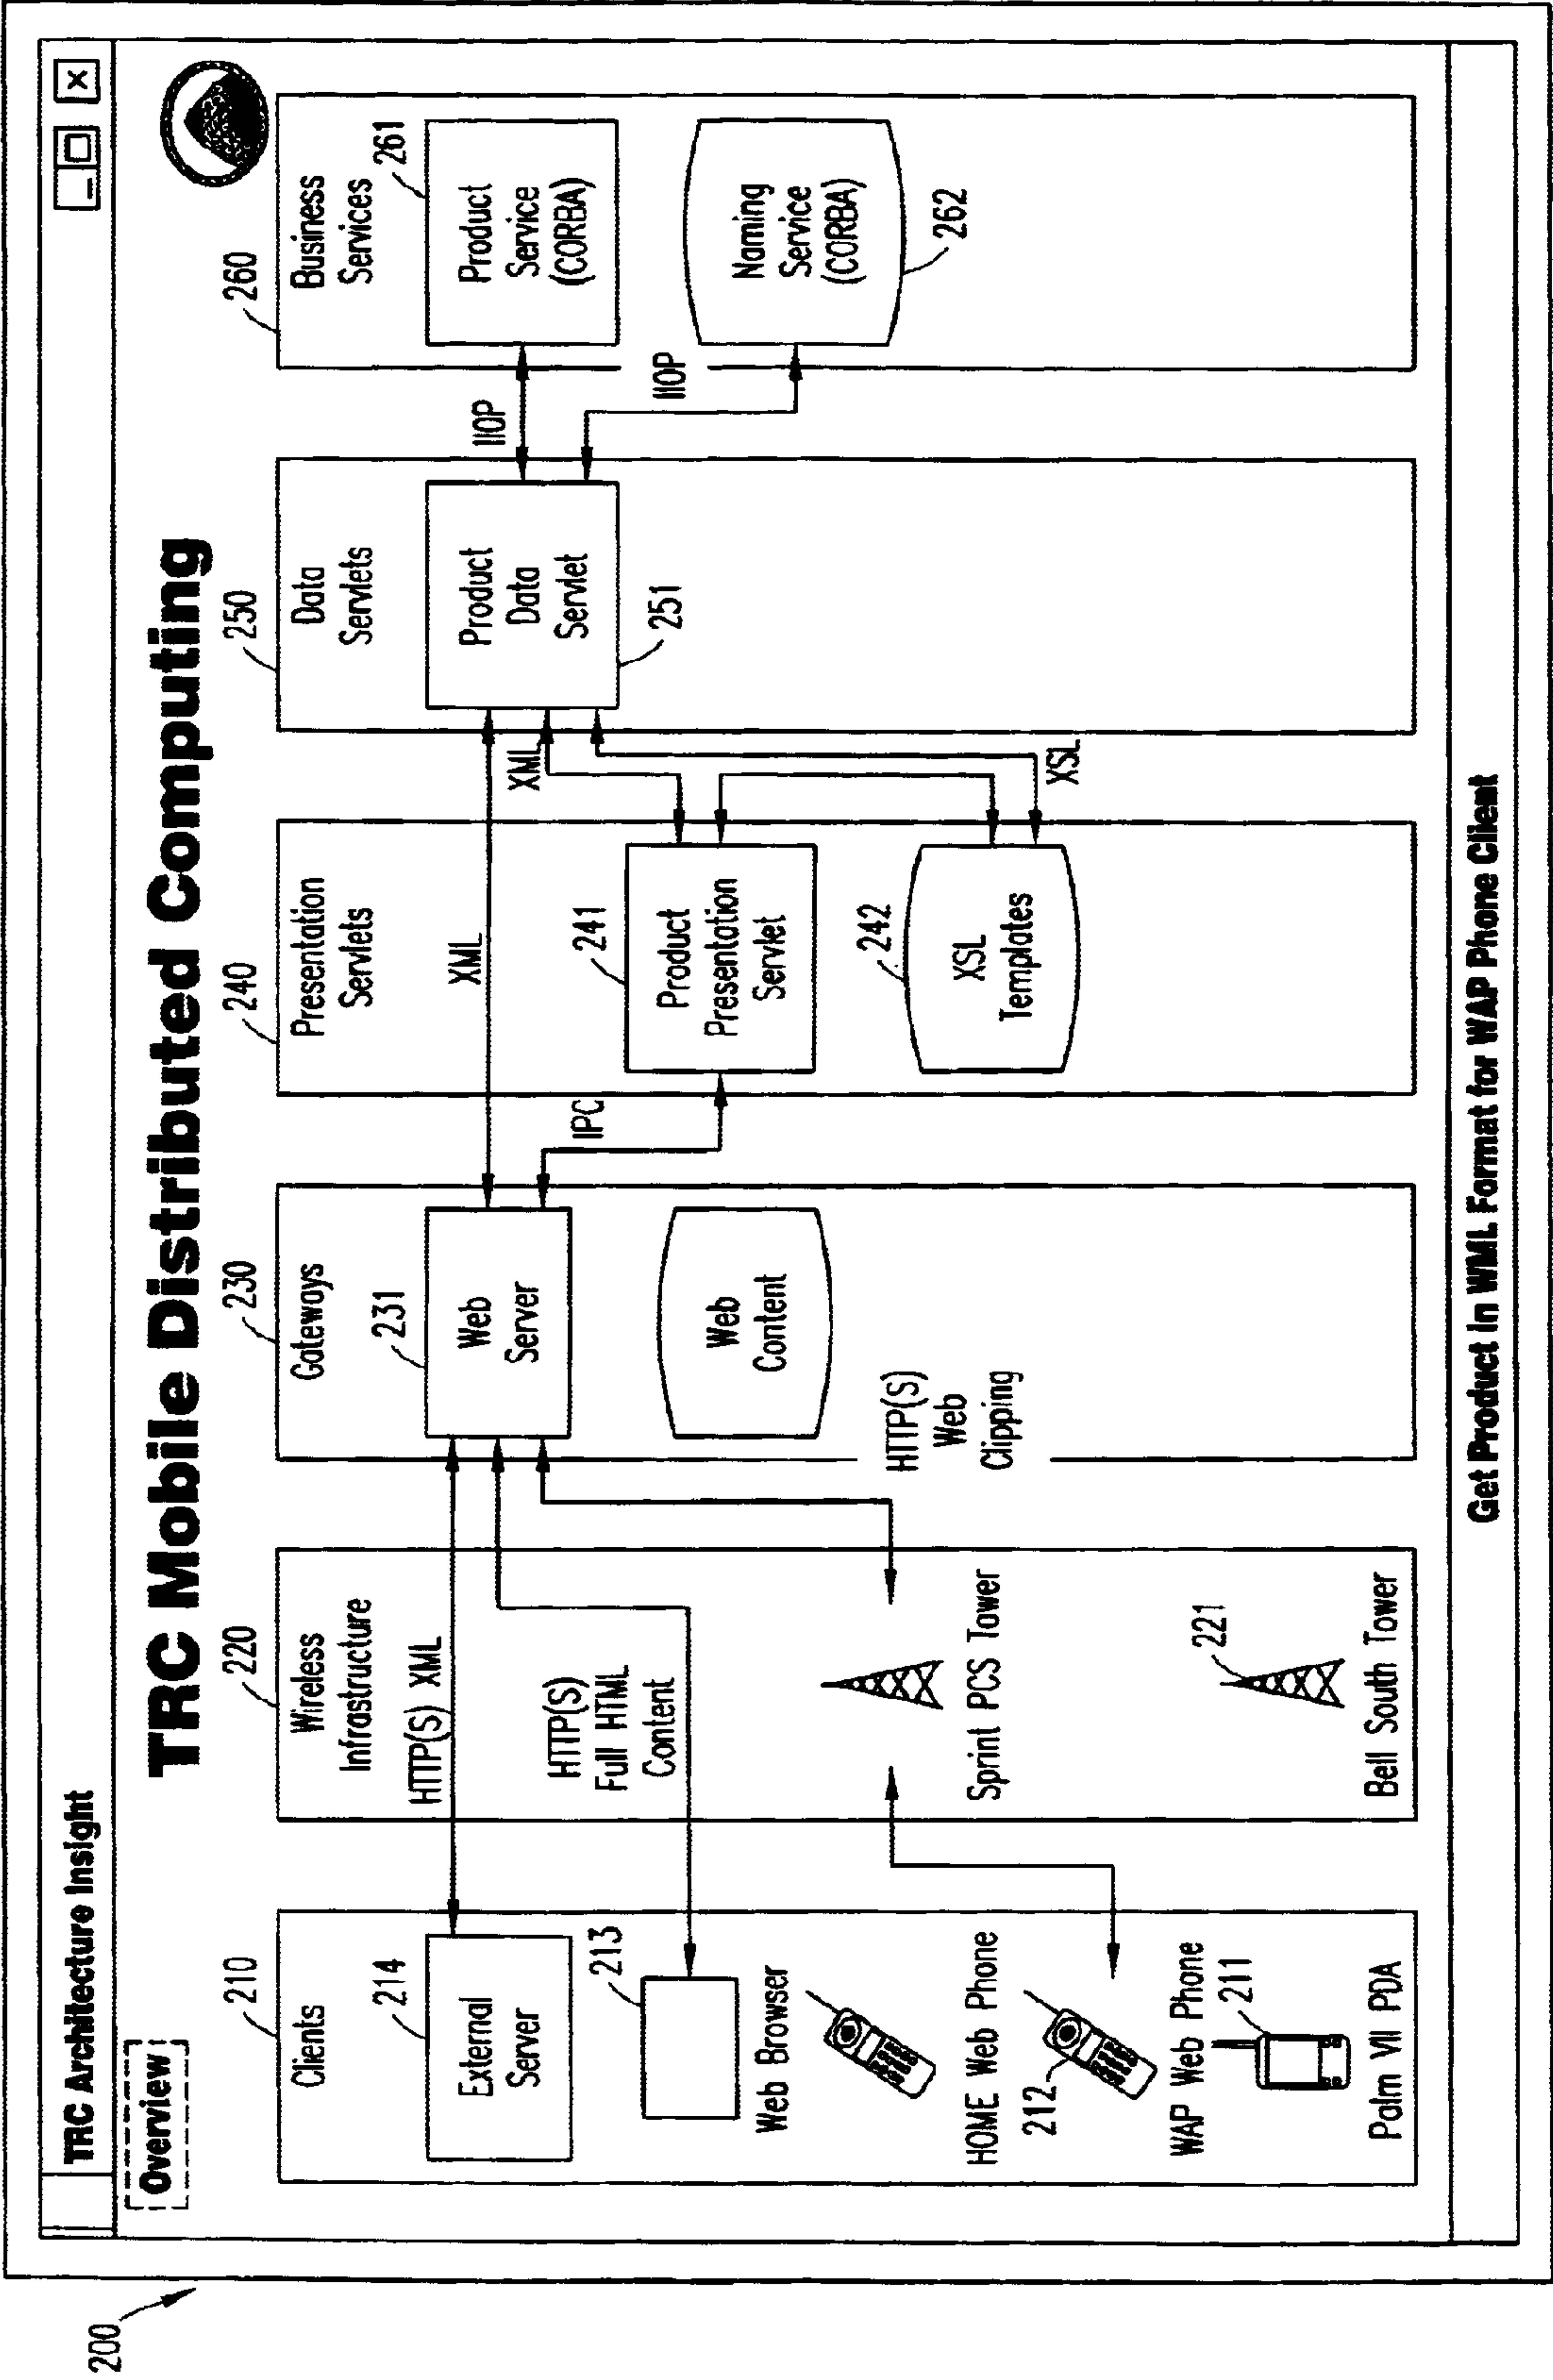 200
TRC Architecture Insight
_
X
Overview
TRC Mobile Distributed Computing
210
Clients
214
External
Server
213
Web Browser
HOME Web Phone
212
WAP Web Phone
211
Palm VII PDA
220
Wireless
Infrastructure
HTTP(S) XML
HTTP(S)
Full HTML
Content
Sprint PCS Tower
221
Bell South Tower
230
Gateways
231
Web
Server
Web
Content
HTTP(S)
Web
Clipping
240
Presentation
Servlets
XML
IPC
241
Product
Presentation
Servlet
242
XSL
Templates
250
Data
Servlets
Product
Data
Servlet
251
XML
XSL
260
Business
Services
261
Product
Service
(CORBA)
IIOP
IIOP
Naming
Service
(CORBA)
262
Get Product in WML Format for WAP Phone Client